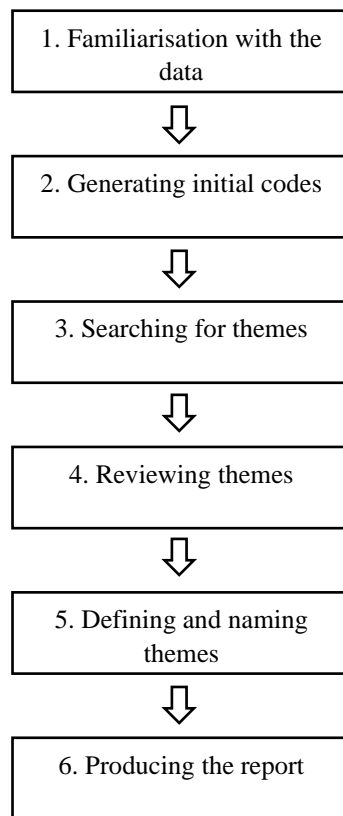 1. Familiarisation with the
data
2. Generating initial codes
3. Searching for themes
4. Reviewing themes
5. Defining and naming
themes
6. Producing the report